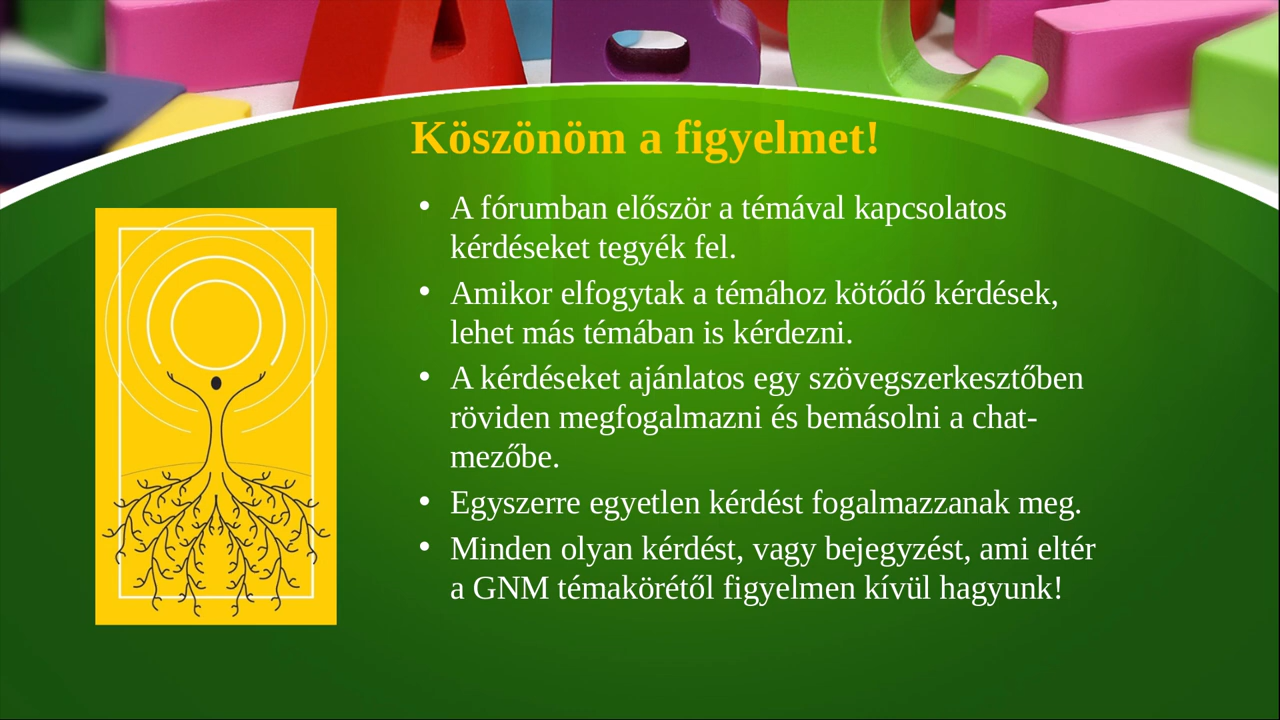 Köszönöm a figyelmet!
• A fórumban először a témával kapcsolatos
kérdéseket tegyék fel.
• Amikor elfogytak a témához kötődő kérdések,
lehet más témában is kérdezni.
• A kérdéseket ajánlatos egy szövegszerkesztőben
röviden megfogalmazni és bemásolni a chat-
mezőbe.
• Egyszerre egyetlen kérdést fogalmazzanak meg.
• Minden olyan kérdést, vagy bejegyzést, ami eltér
a GNM témakörétől figyelmen kívül hagyunk!